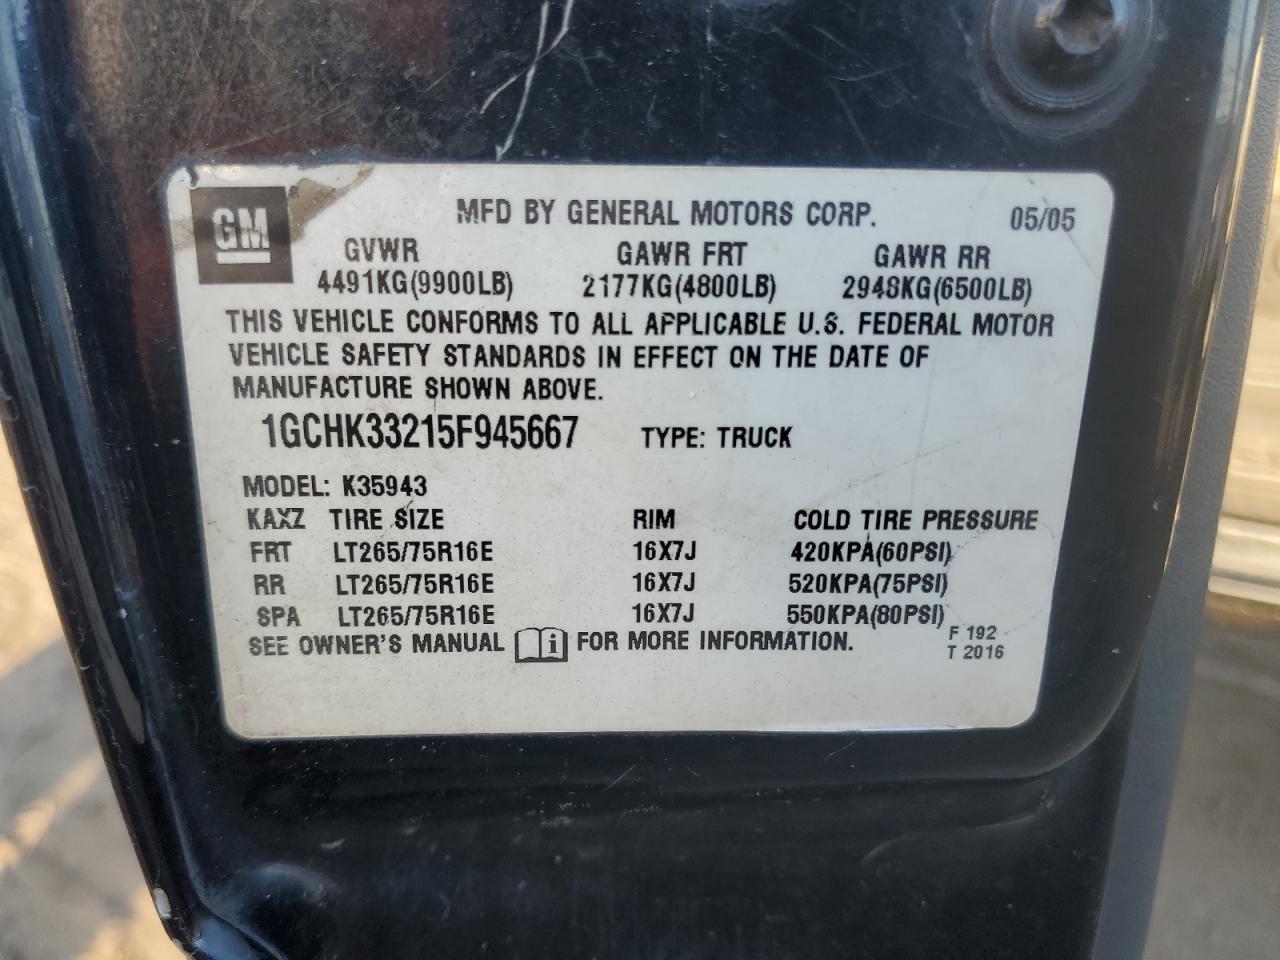 GM
MFD BY GENERAL MOTORS CORP. 05/05
GVWR GAWR FRT GAWR RR
4491KG(9900LB) 2177KG(4800LB) 2948KG(6500LB)
THIS VEHICLE CONFORMS TO ALL APPLICABLE U.S. FEDERAL MOTOR
VEHICLE SAFETY STANDARDS IN EFFECT ON THE DATE OF
MANUFACTURE SHOWN ABOVE.
1GCHK33215F945667 TYPE: TRUCK
MODEL: K35943
KAXZ TIRE SIZE RIM COLD TIRE PRESSURE
FRT LT265/75R16E 16X7J 420KPA(60PSI)
RR LT265/75R16E 16X7J 520KPA(75PSI)
SPA LT265/75R16E 16X7J 550KPA(80PSI)
SEE OWNER'S MANUAL i FOR MORE INFORMATION.
F 192
T 2016